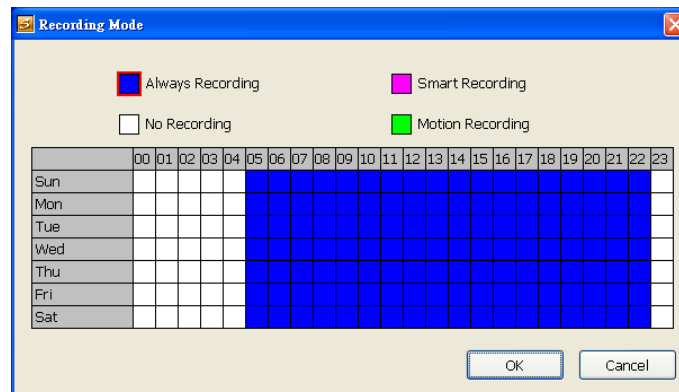 Recording Mode
Always Recording
Smart Recording
No Recording
Motion Recording
00 01 02 03 04 05 06 07 08 09 10 11 12 13 14 15 16 17 18 19 20 21 22 23
Sun
Mon
Tue
Wed
Thu
Fri
Sat
OK
Cancel